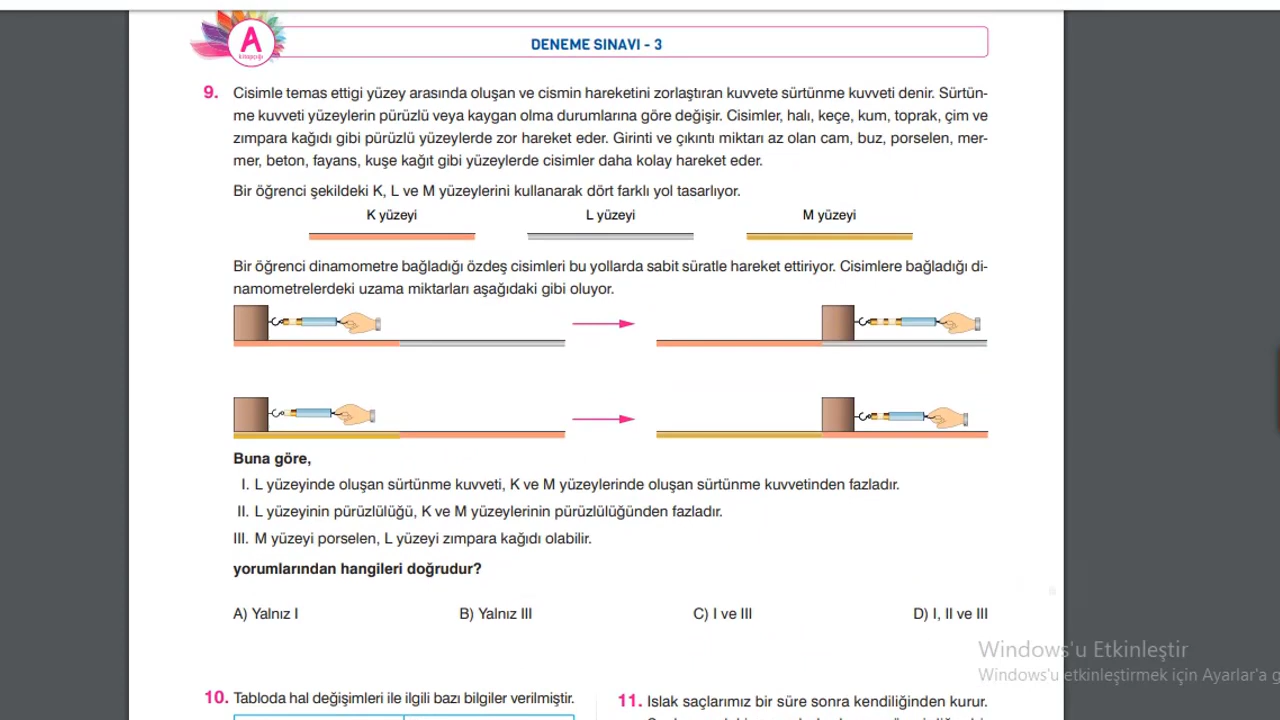 A
kitapçığı
DENEME SINAVI - 3
9. Cisimle temas ettigi yüzey arasında oluşan ve cismin hareketini zorlaştıran kuvvete sürtünme kuvveti denir. Sürtün-
me kuvveti yüzeylerin pürüzlü veya kaygan olma durumlarına göre değişir. Cisimler, halı, keçe, kum, toprak, çim ve
zımpara kağıdı gibi pürüzlü yüzeylerde zor hareket eder. Girinti ve çıkıntı miktarı az olan cam, buz, porselen, mer-
mer, beton, fayans, kuşe kağıt gibi yüzeylerde cisimler daha kolay hareket eder.
Bir öğrenci şekildeki K, L ve M yüzeylerini kullanarak dört farklı yol tasarlıyor.
K yüzeyi L yüzeyi M yüzeyi
Bir öğrenci dinamometre bağladığı özdeş cisimleri bu yollarda sabit süratle hareket ettiriyor. Cisimlere bağladığı di-
namometrelerdeki uzama miktarları aşağıdaki gibi oluyor.
Buna göre,
I. L yüzeyinde oluşan sürtünme kuvveti, K ve M yüzeylerinde oluşan sürtünme kuvvetinden fazladır.
II. L yüzeyinin pürüzlülüğü, K ve M yüzeylerinin pürüzlülüğünden fazladır.
III. M yüzeyi porselen, L yüzeyi zımpara kağıdı olabilir.
yorumlarından hangileri doğrudur?
A) Yalnız I B) Yalnız III C) I ve III D) I, II ve III
Windows'u Etkinleştir
Windows'u etkinleştirmek için Ayarlar'a g
10. Tabloda hal değişimleri ile ilgili bazı bilgiler verilmiştir.
11. Islak saçlarımız bir süre sonra kendiliğinden kurur.